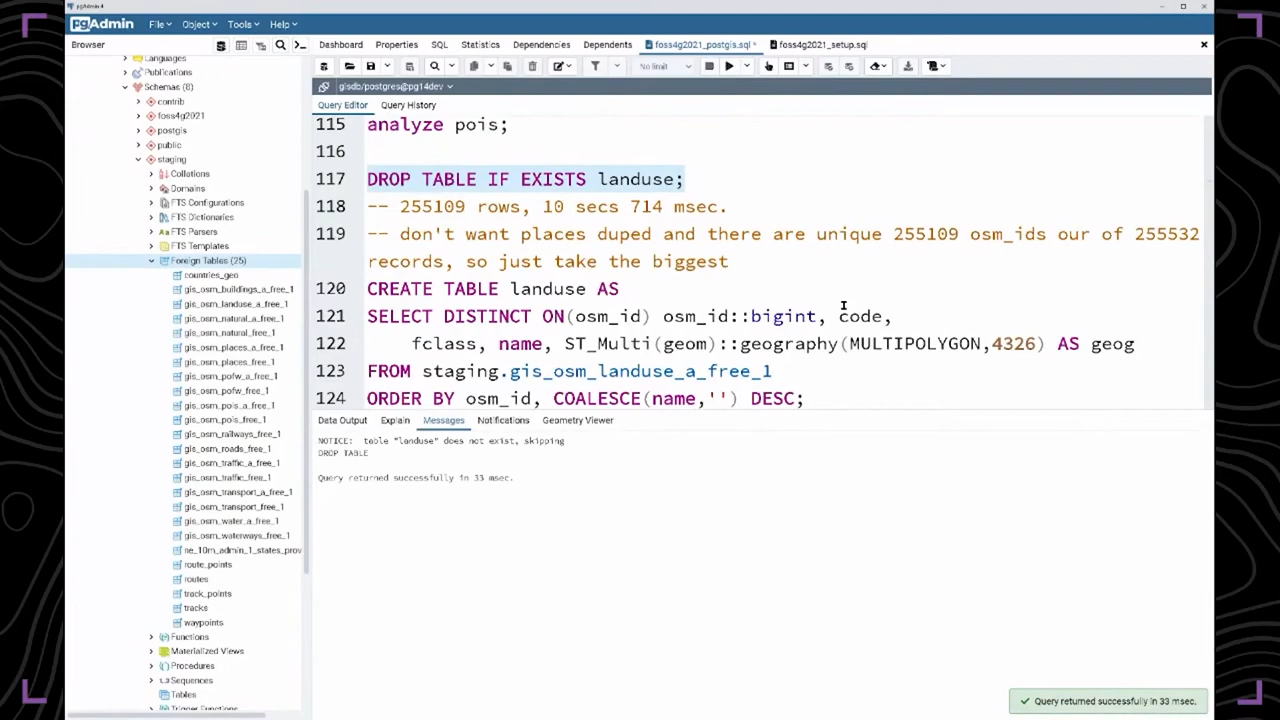 pgAdmin 4
pgAdmin File Object Tools Help
Browser
Dashboard Properties SQL Statistics Dependencies Dependents foss4g2021_postgis.sql * foss4g2021_setup.sql
No limit
gisdb/postgres@pg14dev
Query Editor Query History
Languages
Publications
Schemas (8)
contrib
foss4g2021
postgis
public
staging
Collations
Domains
FTS Configurations
FTS Dictionaries
FTS Parsers
FTS Templates
Foreign Tables (25)
countries_geo
gis_osm_buildings_a_free_1
gis_osm_landuse_a_free_1
gis_osm_natural_a_free_1
gis_osm_natural_free_1
gis_osm_places_a_free_1
gis_osm_places_free_1
gis_osm_pofw_a_free_1
gis_osm_pofw_free_1
gis_osm_pois_a_free_1
gis_osm_pois_free_1
gis_osm_railways_free_1
gis_osm_roads_free_1
gis_osm_traffic_a_free_1
gis_osm_traffic_free_1
gis_osm_transport_a_free_1
gis_osm_transport_free_1
gis_osm_water_a_free_1
gis_osm_waterways_free_1
ne_10m_admin_1_states_prov
route_points
routes
track_points
tracks
waypoints
Functions
Materialized Views
Procedures
Sequences
Tables
Trigger Functions
115 analyze pois;
116
117 DROP TABLE IF EXISTS landuse;
118 -- 255109 rows, 10 secs 714 msec.
119 -- don't want places duped and there are unique 255109 osm_ids our of 255532
records, so just take the biggest
120 CREATE TABLE landuse AS
121 SELECT DISTINCT ON(osm_id) osm_id::bigint, code,
122 fclass, name, ST_Multi(geom)::geography(MULTIPOLYGON,4326) AS geog
123 FROM staging.gis_osm_landuse_a_free_1
124 ORDER BY osm_id, COALESCE(name,'') DESC;
Data Output Explain Messages Notifications Geometry Viewer
NOTICE: table "landuse" does not exist, skipping
DROP TABLE
Query returned successfully in 33 msec.
Query returned successfully in 33 msec.